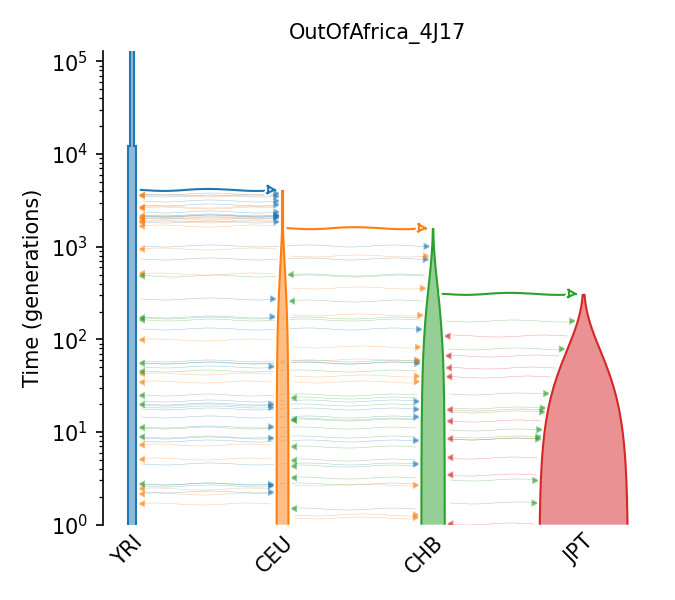 OutOfAfrica_4J17
10⁵
10⁴
10³
10²
10¹
10⁰
Time (generations)
YRI
CEU
CHB
JPT